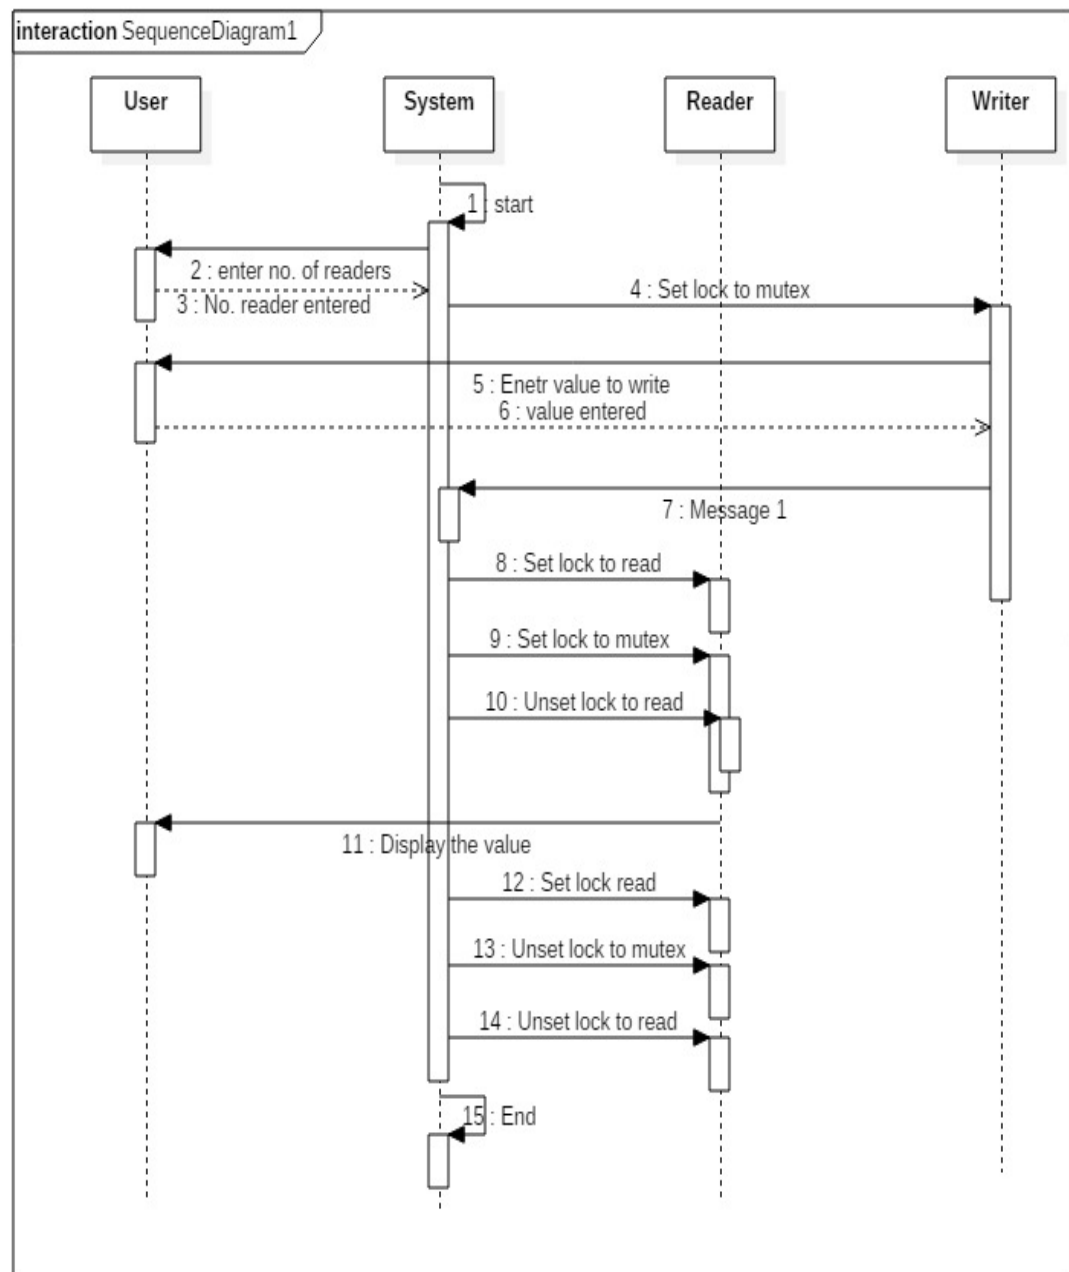 interaction SequenceDiagram1
User
System
Reader
Writer
1 : start
2 : enter no. of readers
3 : No. reader entered
4 : Set lock to mutex
5 : Enetr value to write
6 : value entered
7 : Message 1
8 : Set lock to read
9 : Set lock to mutex
10 : Unset lock to read
11 : Display the value
12 : Set lock read
13 : Unset lock to mutex
14 : Unset lock to read
15 : End